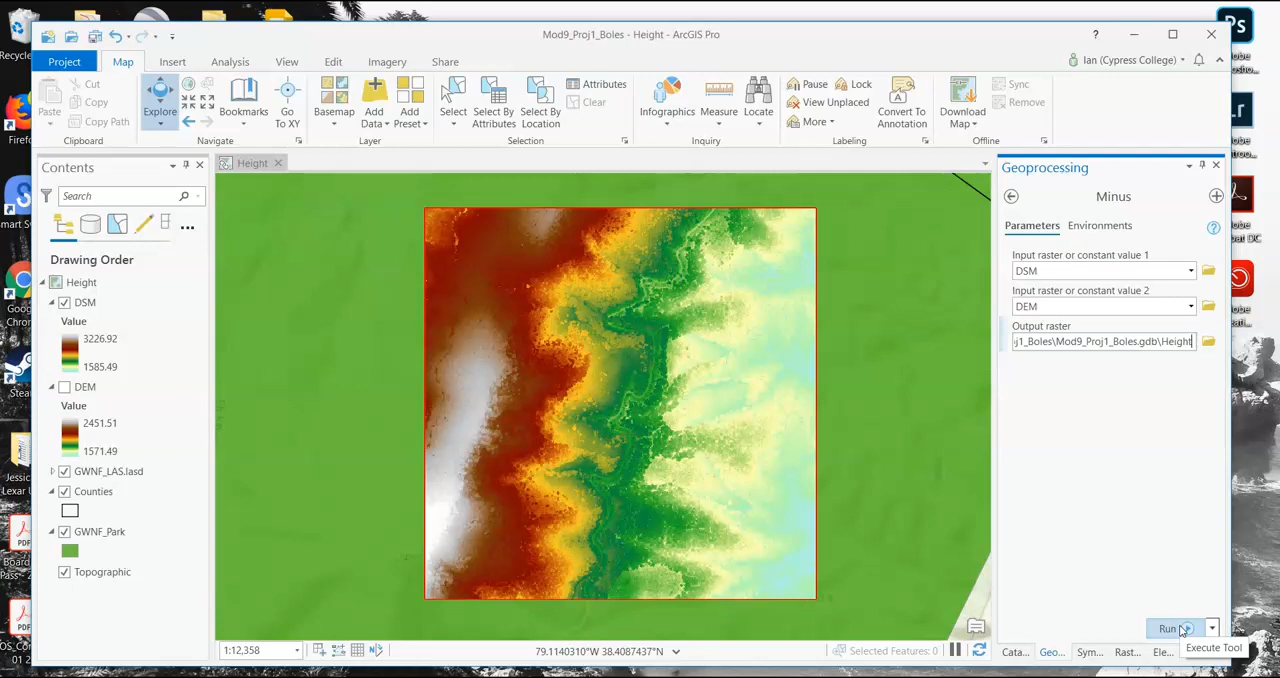 Mod9_Proj1_Boles - Height - ArcGIS Pro
?
Project Map Insert Analysis View Edit Imagery Share
Ian (Cypress College)
Paste
Cut
Copy
Copy Path
Clipboard
Explore
Bookmarks
Go To XY
Navigate
Basemap
Add Data
Add Preset
Layer
Select
Select By Attributes
Select By Location
Attributes
Clear
Selection
Infographics
Measure
Locate
Inquiry
Pause
Lock
View Unplaced
More
Convert To Annotation
Labeling
Download Map
Sync
Remove
Offline
Contents
Search
Drawing Order
Height
DSM
Value
3226.92
1585.49
DEM
Value
2451.51
1571.49
GWNF_LAS.lasd
Counties
GWNF_Park
Topographic
Height
1:12,358
79.1140310°W 38.4087437°N
Selected Features: 0
Geoprocessing
Minus
Parameters Environments
?
Input raster or constant value 1
DSM
Input raster or constant value 2
DEM
Output raster
j1_Boles\Mod9_Proj1_Boles.gdb\Height
Run
Execute Tool
Cata... Geo... Sym... Rast... Ele...
Ps
Lr